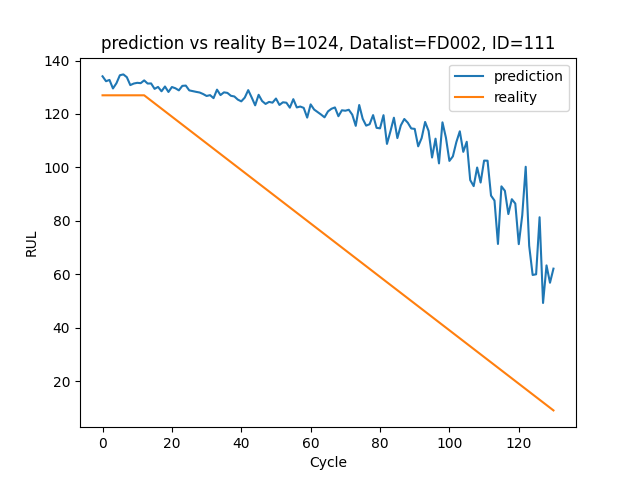 prediction vs reality B=1024, Datalist=FD002, ID=111
prediction
reality
RUL
140
120
100
80
60
40
20
0 20 40 60 80 100 120
Cycle